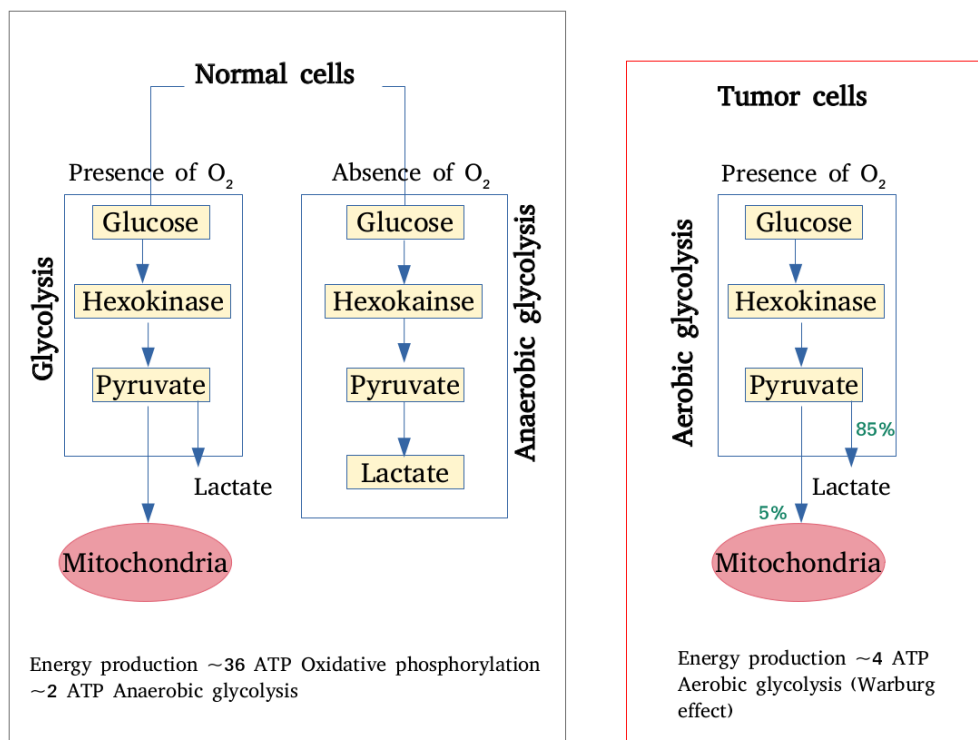 Normal cells
Presence of O2
Glycolysis
Glucose
Hexokinase
Pyruvate
Lactate
Mitochondria
Absence of O2
Anaerobic glycolysis
Glucose
Hexokainse
Pyruvate
Lactate
Energy production ~36 ATP Oxidative phosphorylation
~2 ATP Anaerobic glycolysis
Tumor cells
Presence of O2
Aerobic glycolysis
Glucose
Hexokinase
Pyruvate
85%
Lactate
5%
Mitochondria
Energy production ~4 ATP
Aerobic glycolysis (Warburg
effect)